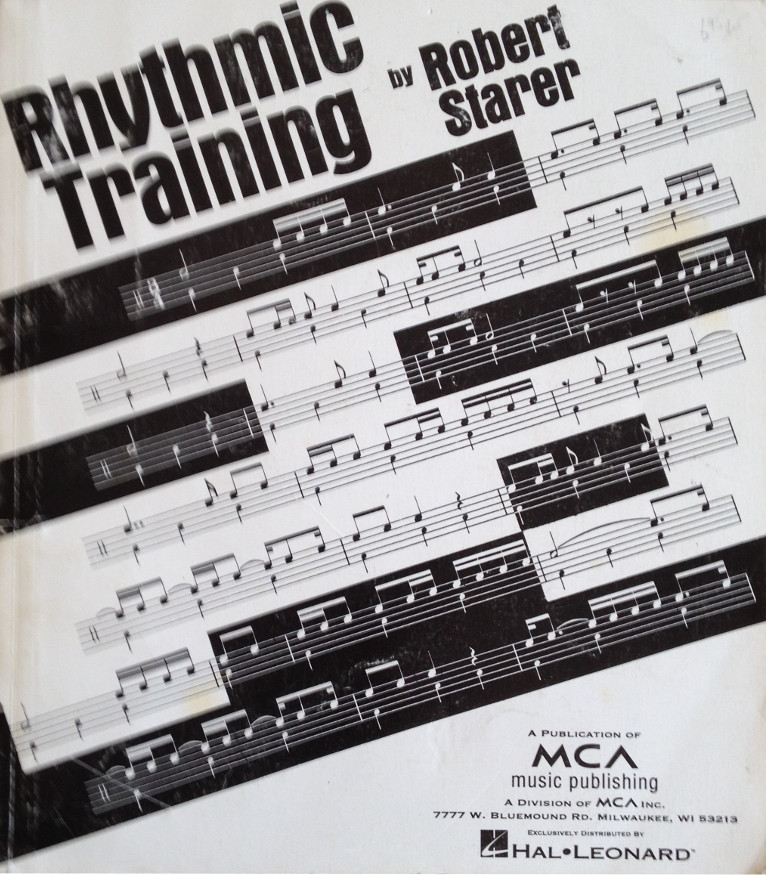 Rhythmic
Training
by Robert
Starer
A PUBLICATION OF
MCA
music publishing
A DIVISION OF MCA INC.
7777 W. BLUEMOUND RD. MILWAUKEE, WI 53213
EXCLUSIVELY DISTRIBUTED BY
HAL•LEONARD™